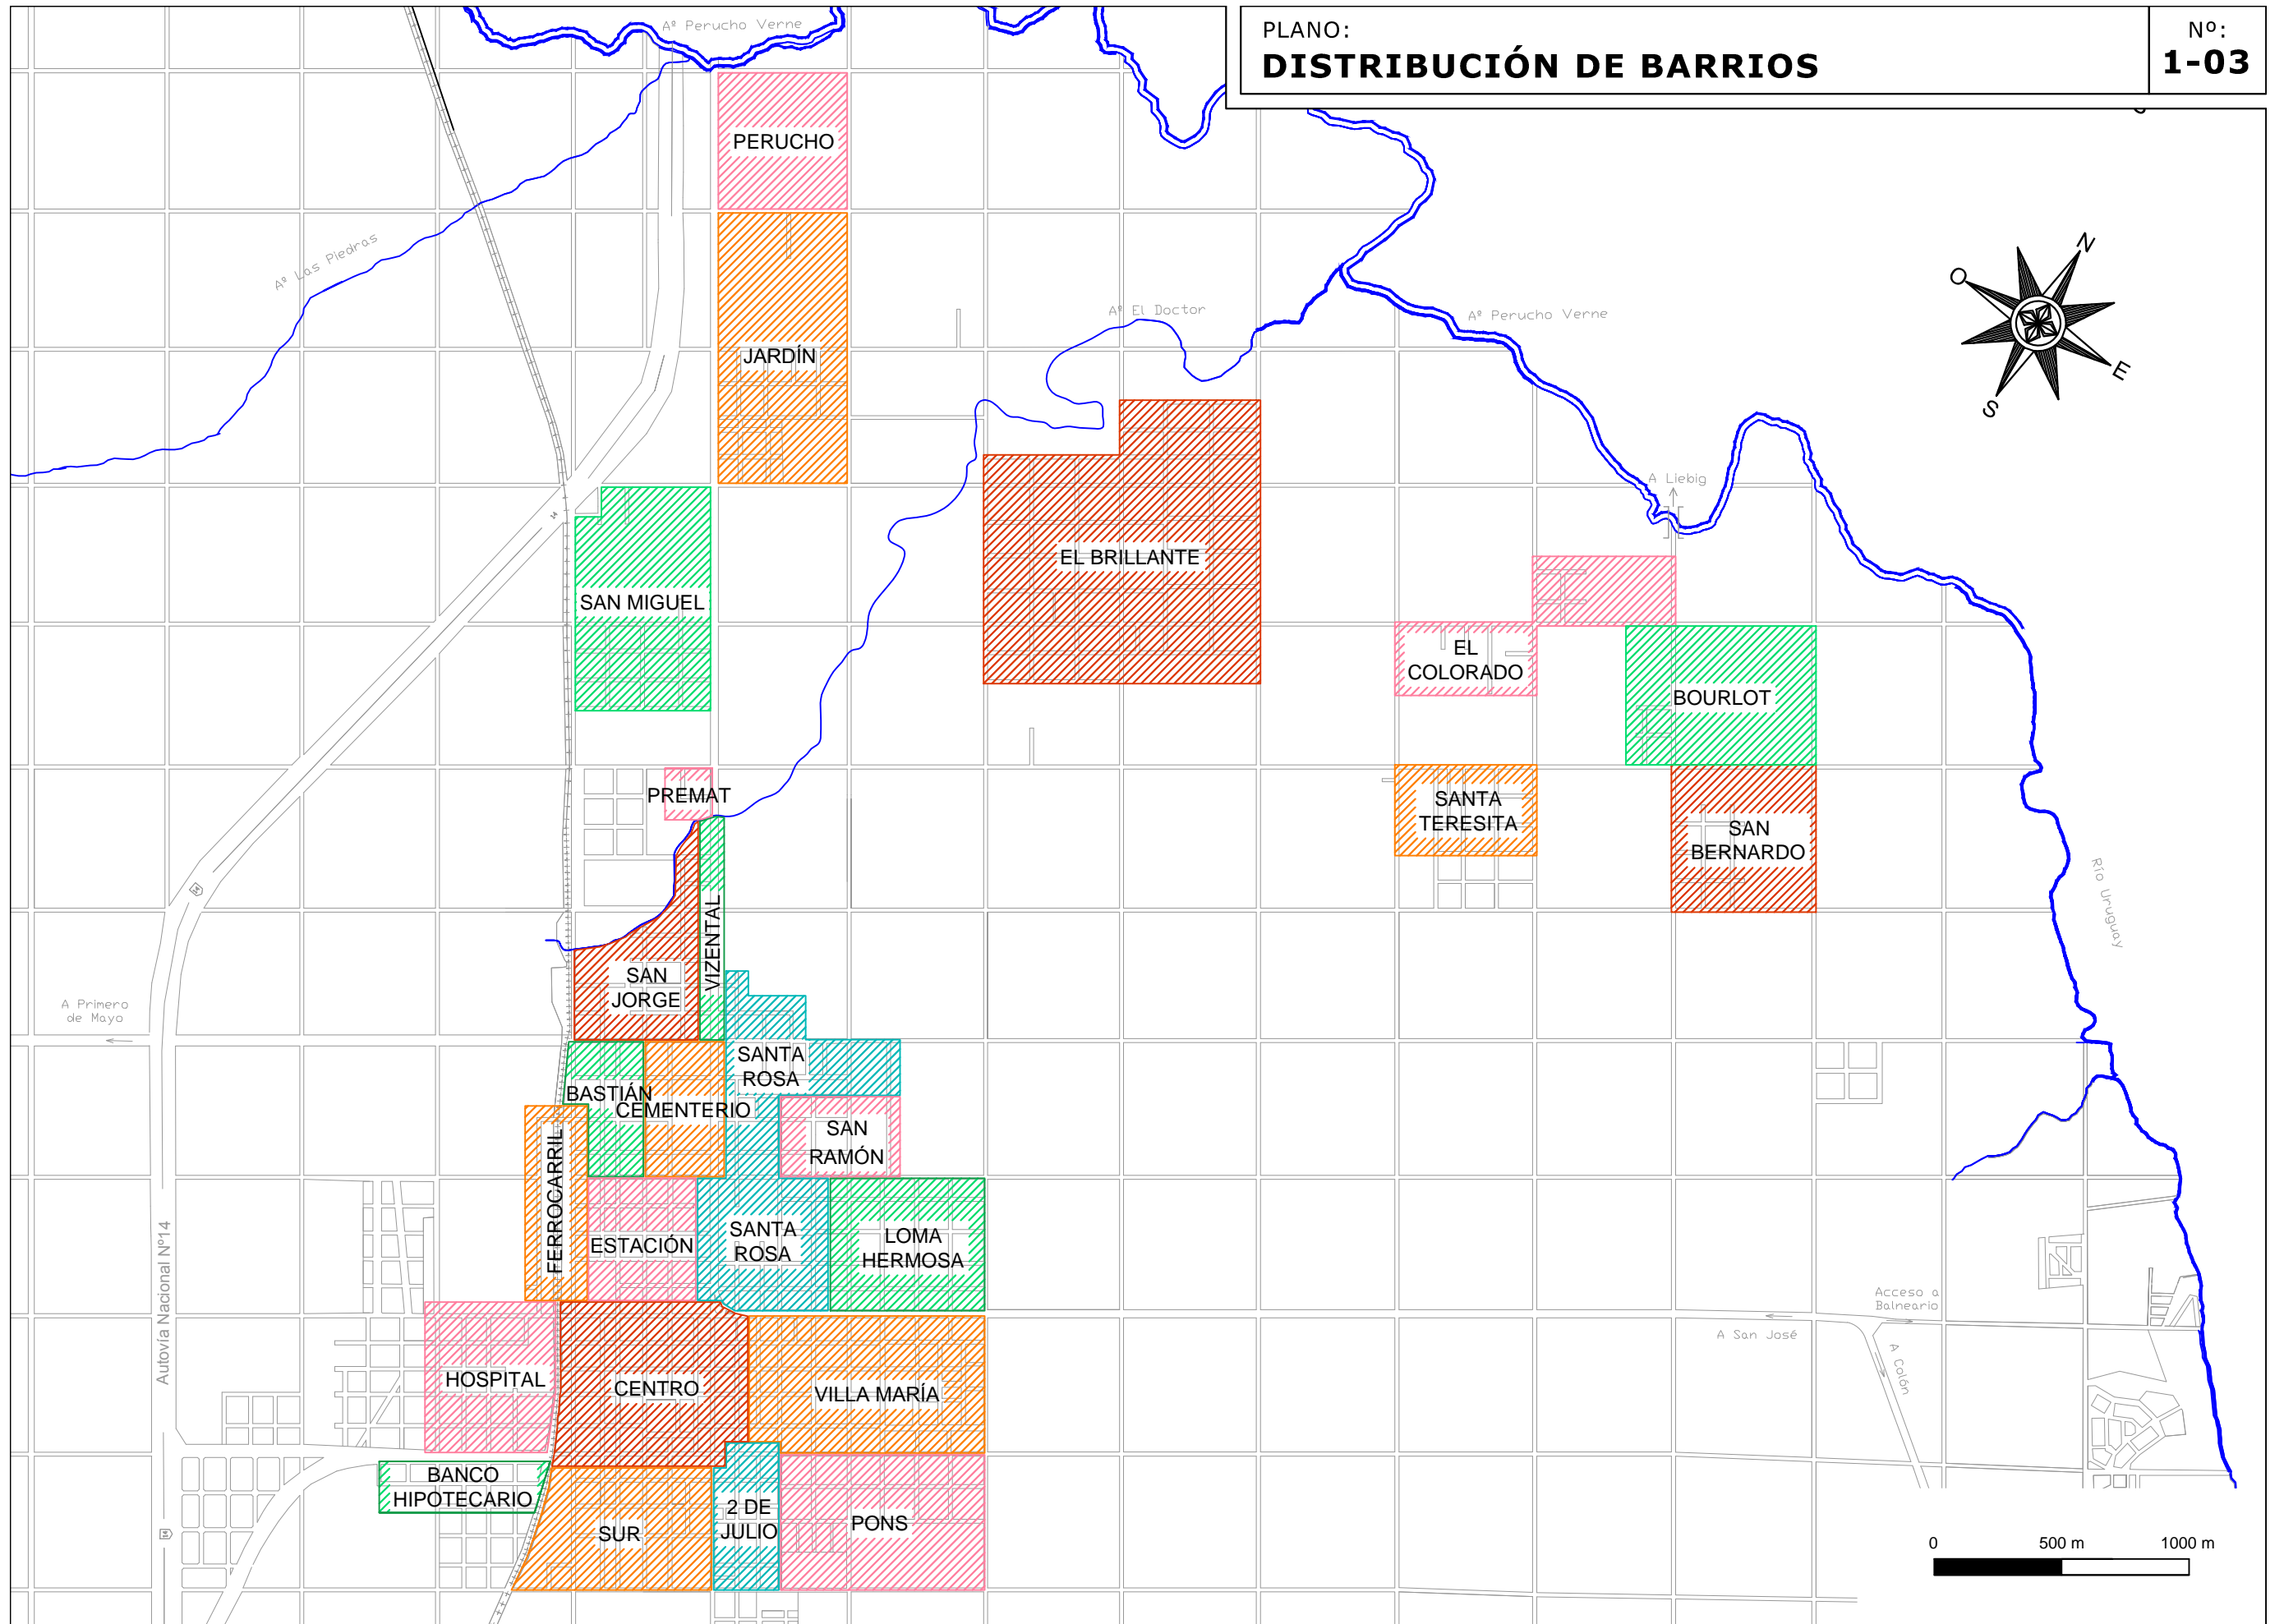 PLANO:
DISTRIBUCIÓN DE BARRIOS
Nº:
1-03
Aº Perucho Verne
PERUCHO
Aº Las Piedras
N
O
E
S
Aº El Doctor
Aº Perucho Verne
JARDÍN
A Liebig
14
EL BRILLANTE
SAN MIGUEL
EL
COLORADO
BOURLOT
PREMAT
SANTA
TERESITA
SAN
BERNARDO
14
Río Uruguay
VIZENTAL
SAN
JORGE
A Primero
de Mayo
SANTA
ROSA
BASTIÁN
CEMENTERIO
SAN
RAMÓN
FERROCARRIL
ESTACIÓN
SANTA
ROSA
LOMA
HERMOSA
Autovía Nacional Nº14
Acceso a
Balneario
A San José
A Colón
HOSPITAL
CENTRO
VILLA MARÍA
BANCO
HIPOTECARIO
SUR
2 DE
JULIO
PONS
14
0 500 m 1000 m